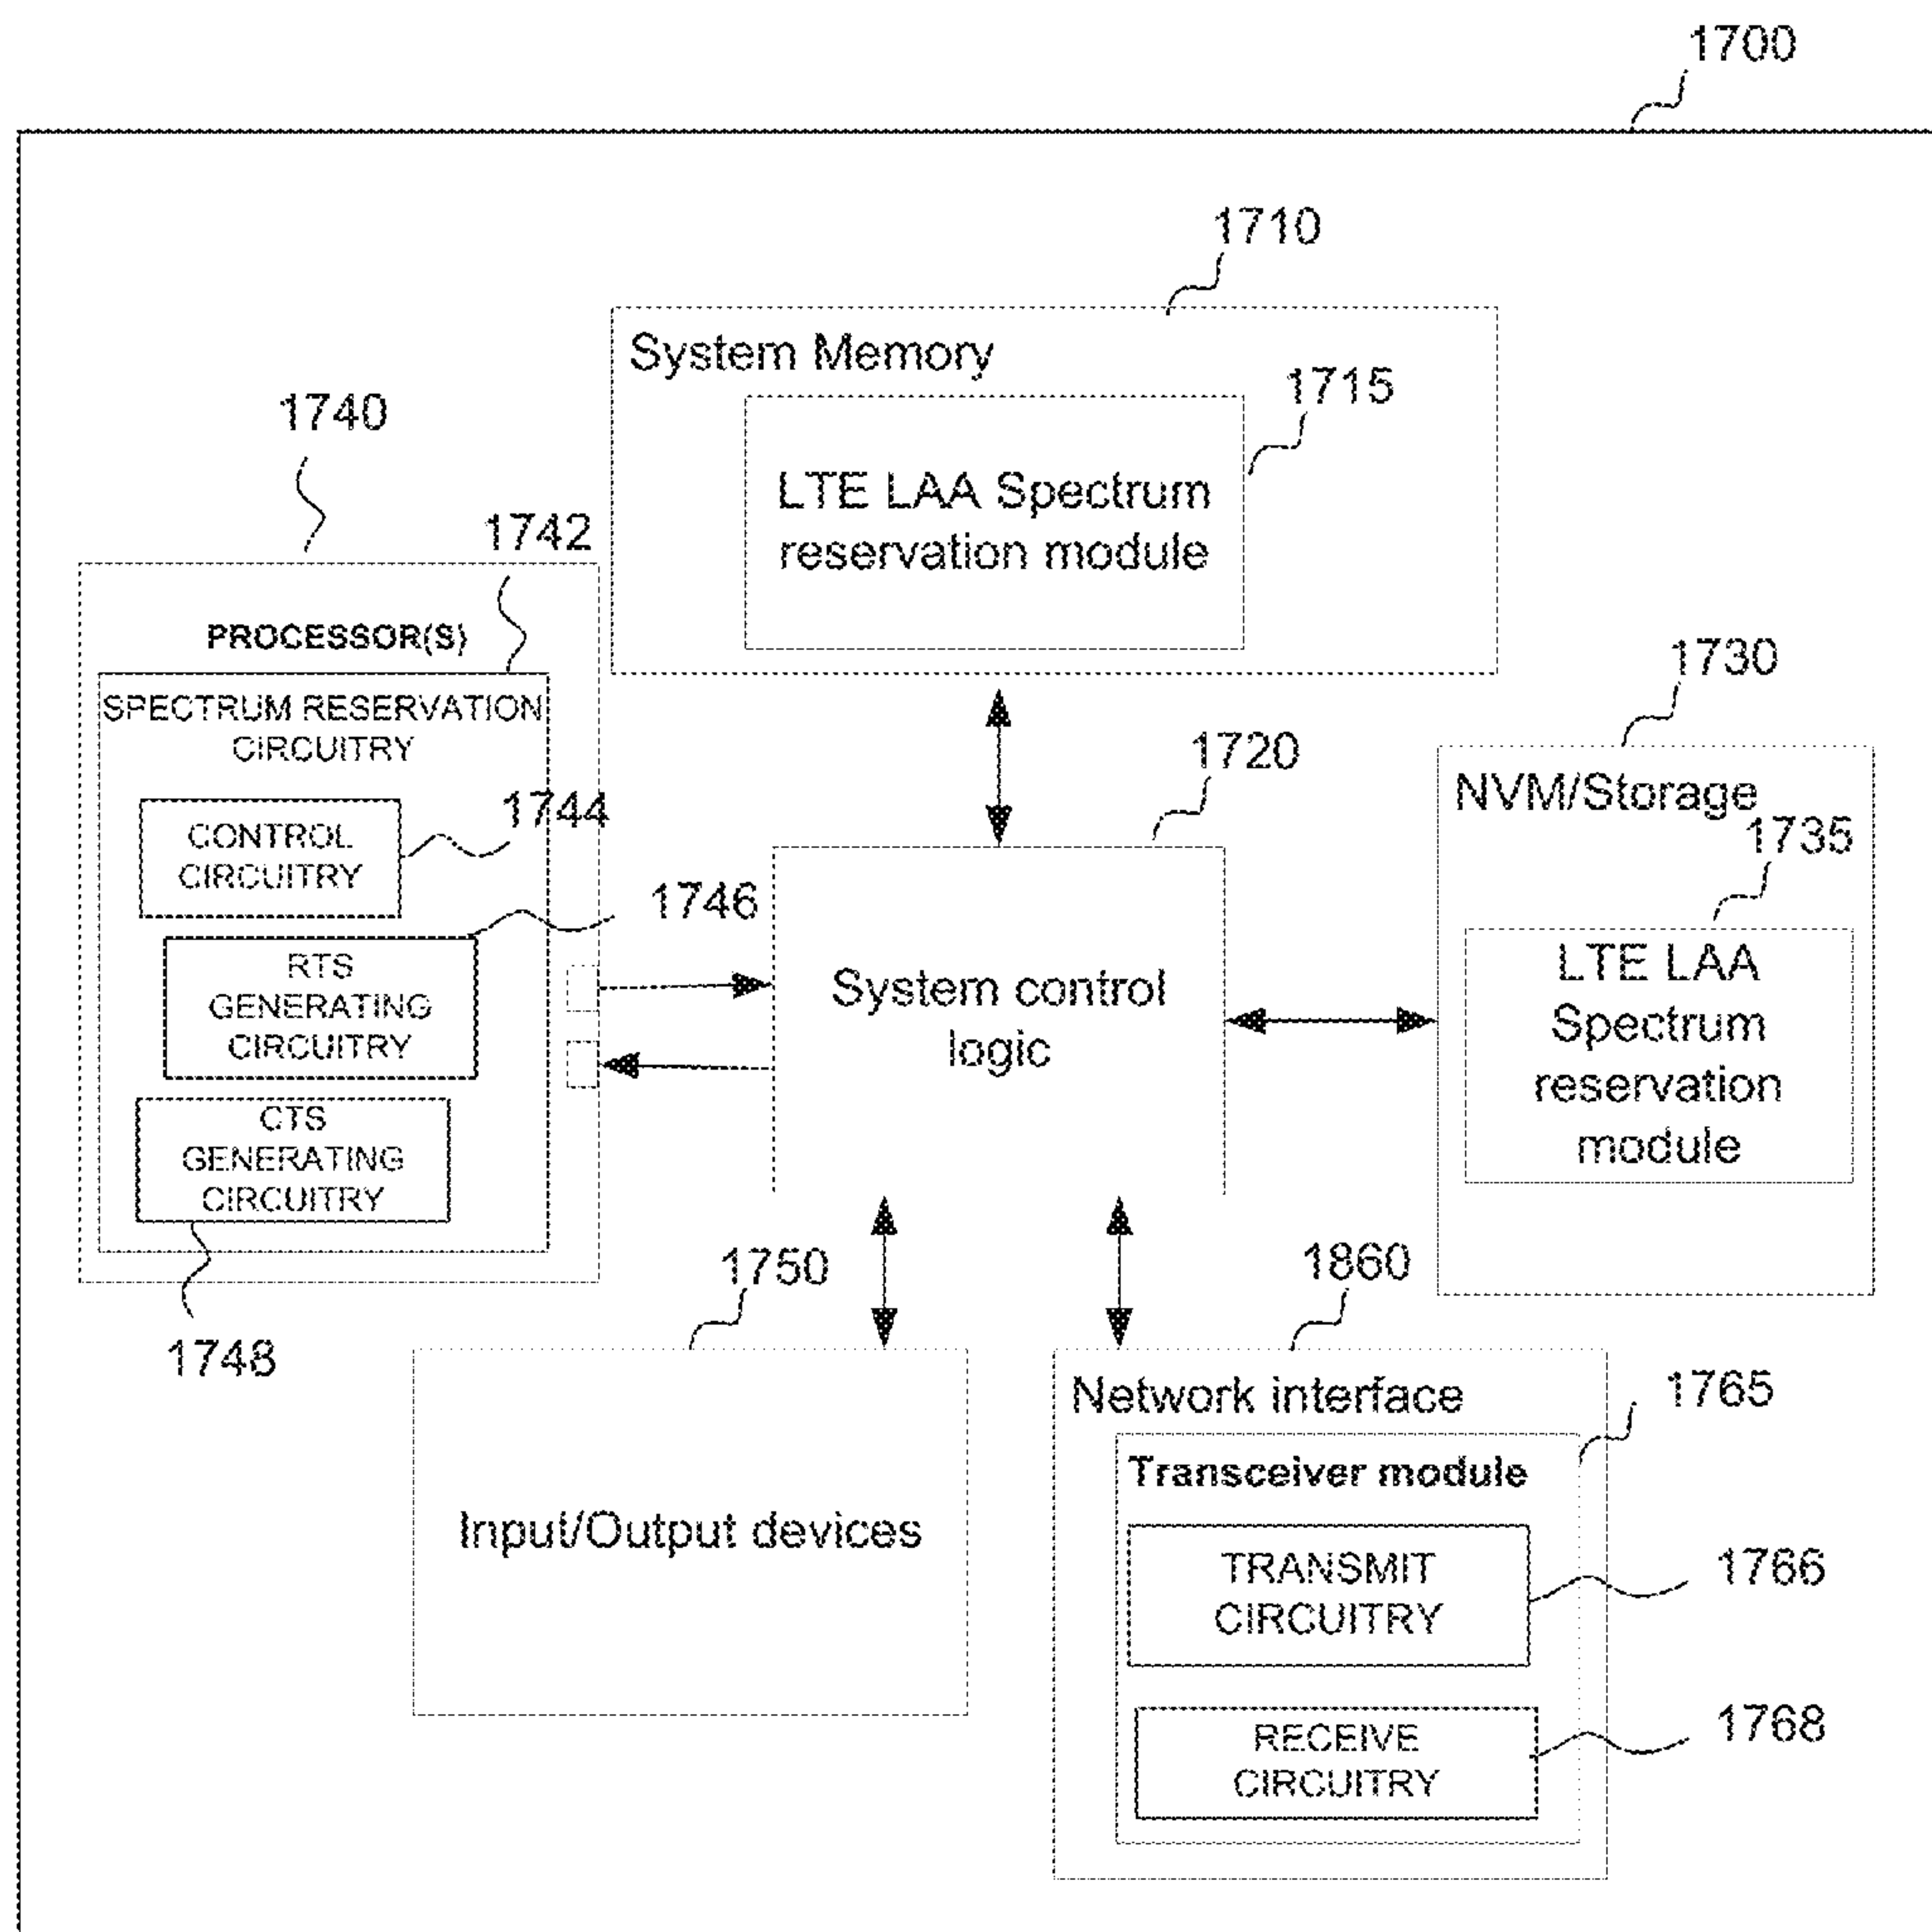 1700
1710
System Memory
1715
LTE LAA Spectrum
reservation module
1740
1742
PROCESSOR(S)
SPECTRUM RESERVATION
CIRCUITRY
1744
CONTROL
CIRCUITRY
1746
RTS
GENERATING
CIRCUITRY
CTS
GENERATING
CIRCUITRY
1748
1720
System control
logic
1730
NVM/Storage
1735
LTE LAA
Spectrum
reservation
module
1750
Input/Output devices
1860
Network interface
1765
Transceiver module
TRANSMIT
CIRCUITRY
1766
RECEIVE
CIRCUITRY
1768